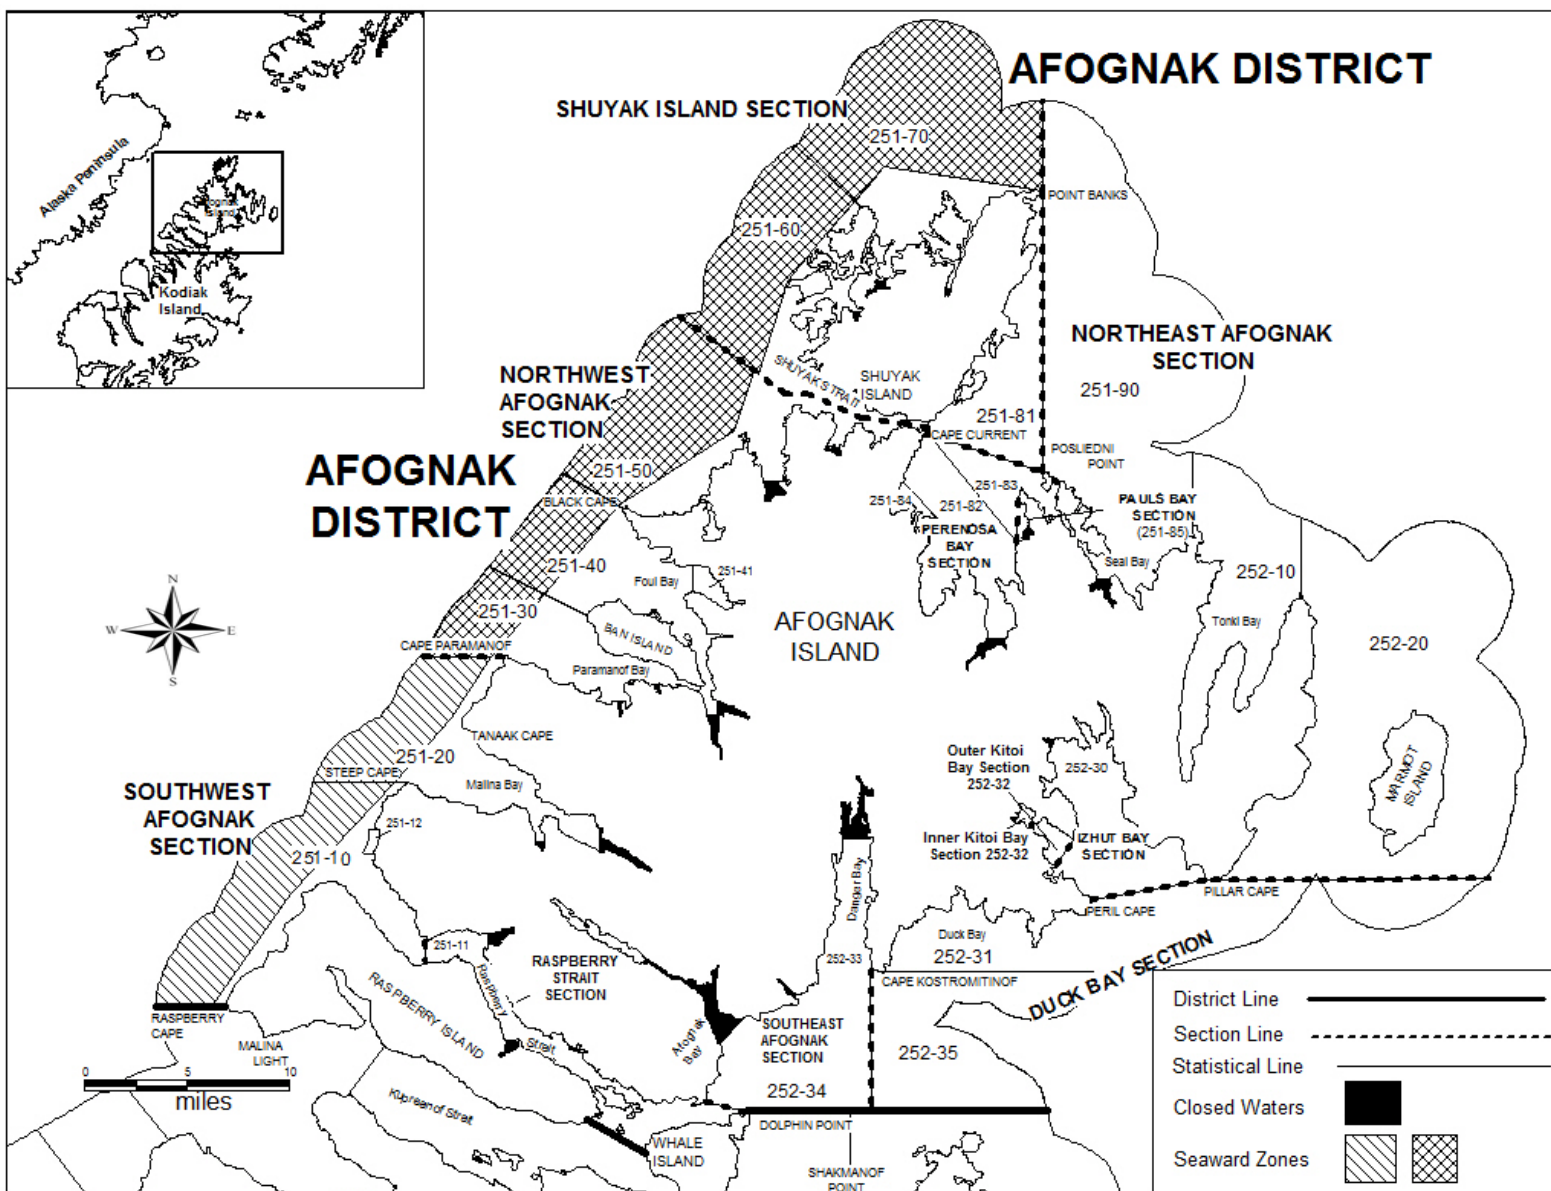 AFOGNAK DISTRICT
SHUYAK ISLAND SECTION
251-70
Alaska Peninsula
Island
POINT BANKS
251-60
Kodiak
Island
NORTHEAST AFOGNAK
SECTION
SHUYAK STRAIT
SHUYAK
ISLAND
NORTHWEST
AFOGNAK
SECTION
251-90
251-81
CAPE CURRENT
POSLIEDNI
POINT
AFOGNAK
DISTRICT
251-50
BLACK CAPE
251-84
251-82
251-83
PAULS BAY
SECTION
(251-85)
PERENOSA
BAY
SECTION
Seal Bay
251-40
Foul Bay
251-41
252-10
251-30
N
W
E
S
BAN ISLAND
AFOGNAK
ISLAND
Tonki Bay
252-20
CAPE PARAMANOF
Paramanof Bay
TANAAK CAPE
251-20
STEEP CAPE
Malina Bay
Outer Kitoi
Bay Section
252-32
252-30
MARMOT
ISLAND
SOUTHWEST
AFOGNAK
SECTION
251-12
251-10
Inner Kitoi Bay
Section 252-32
IZHUT BAY
SECTION
Danger Bay
PILLAR CAPE
PERIL CAPE
Duck Bay
252-31
251-11
252-33
RASPBERRY
STRAIT
SECTION
Raspberry
Strait
RASPBERRY ISLAND
CAPE KOSTROMITINOF
DUCK BAY SECTION
RASPBERRY
CAPE
MALINA
LIGHT
Afognak
Bay
SOUTHEAST
AFOGNAK
SECTION
252-35
252-34
0
5
10
miles
Kupreanof Strait
DOLPHIN POINT
WHALE
ISLAND
SHAKMANOF
POINT
District Line
Section Line
Statistical Line
Closed Waters
Seaward Zones